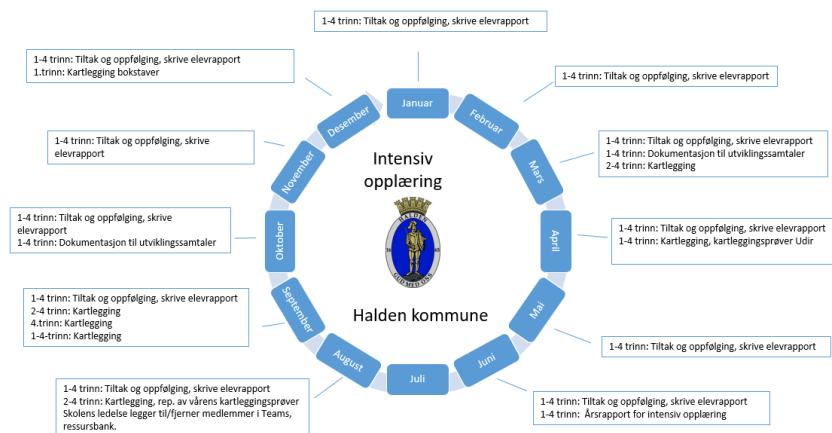 1-4 trinn: Tiltak og oppfølging, skrive elevrapport
Januar
1-4 trinn: Tiltak og oppfølging, skrive elevrapport
Februar
1-4 trinn: Tiltak og oppfølging, skrive elevrapport
1-4 trinn: Dokumentasjon til utviklingssamtaler
2-4 trinn: Kartlegging
Mars
1-4 trinn: Tiltak og oppfølging, skrive elevrapport
1-4 trinn: Kartlegging, kartleggingsprøver Udir
April
1-4 trinn: Tiltak og oppfølging, skrive elevrapport
Mai
1-4 trinn: Tiltak og oppfølging, skrive elevrapport
1-4 trinn: Årsrapport for intensiv opplæring
Juni
Juli
1-4 trinn: Tiltak og oppfølging, skrive elevrapport
2-4 trinn: Kartlegging, rep. av vårens kartleggingsprøver
Skolens ledelse legger til/fjerner medlemmer i Teams,
ressursbank.
August
1-4 trinn: Tiltak og oppfølging, skrive elevrapport
2-4 trinn: Kartlegging
4.trinn: Kartlegging
1-4-trinn: Kartlegging
September
1-4 trinn: Tiltak og oppfølging, skrive
elevrapport
1-4 trinn: Dokumentasjon til utviklingssamtaler
Oktober
1-4 trinn: Tiltak og oppfølging, skrive
elevrapport
November
1-4 trinn: Tiltak og oppfølging, skrive elevrapport
1.trinn: Kartlegging bokstaver
Desember
Intensiv
opplæring
HALDEN
GUD MED OSS
Halden kommune